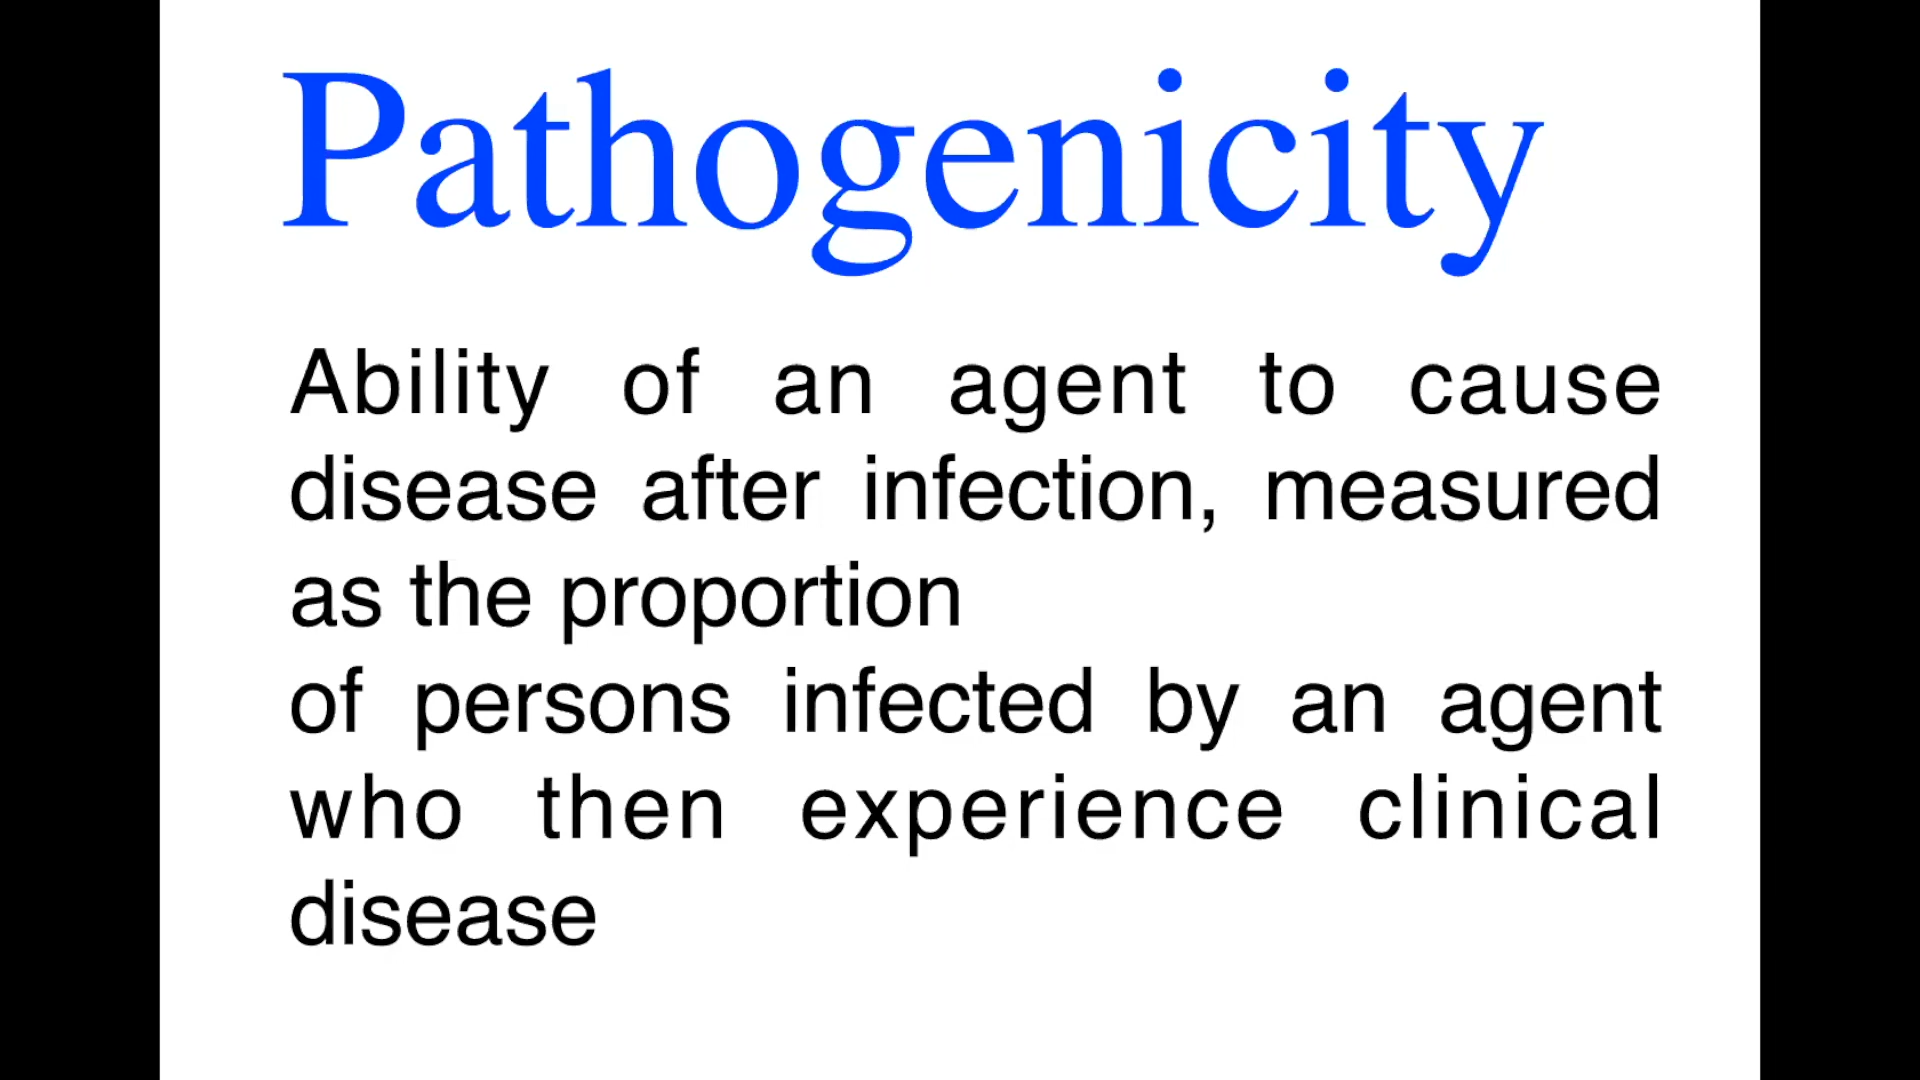 Pathogenicity
Ability of an agent to cause
disease after infection, measured
as the proportion
of persons infected by an agent
who then experience clinical
disease